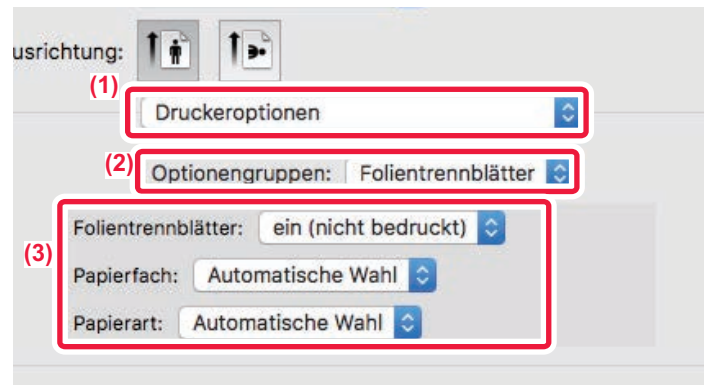 usrichtung:
(1)
Druckeroptionen
(2) Optionengruppen: Folientrennblätter
Folientrennblätter: ein (nicht bedruckt)
(3)
Papierfach: Automatische Wahl
Papierart: Automatische Wahl